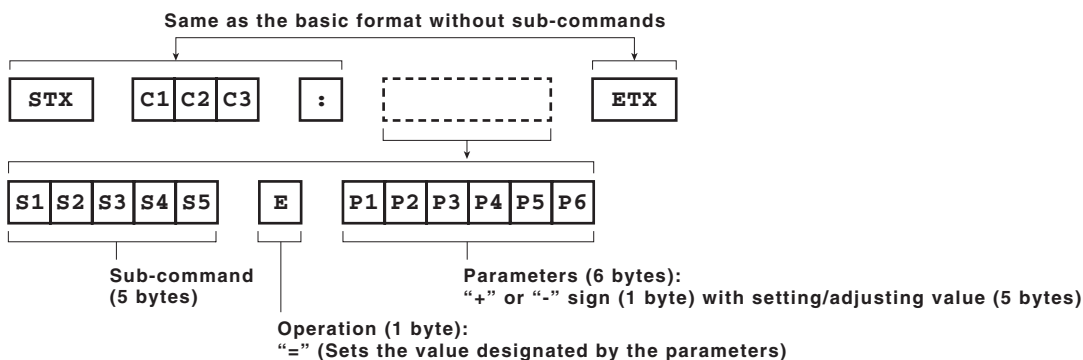 Same as the basic format without sub-commands
STX C1 C2 C3 : ETX
S1 S2 S3 S4 S5 E P1 P2 P3 P4 P5 P6
Sub-command
(5 bytes)
Parameters (6 bytes):
“+” or “-” sign (1 byte) with setting/adjusting value (5 bytes)
Operation (1 byte):
“=” (Sets the value designated by the parameters)